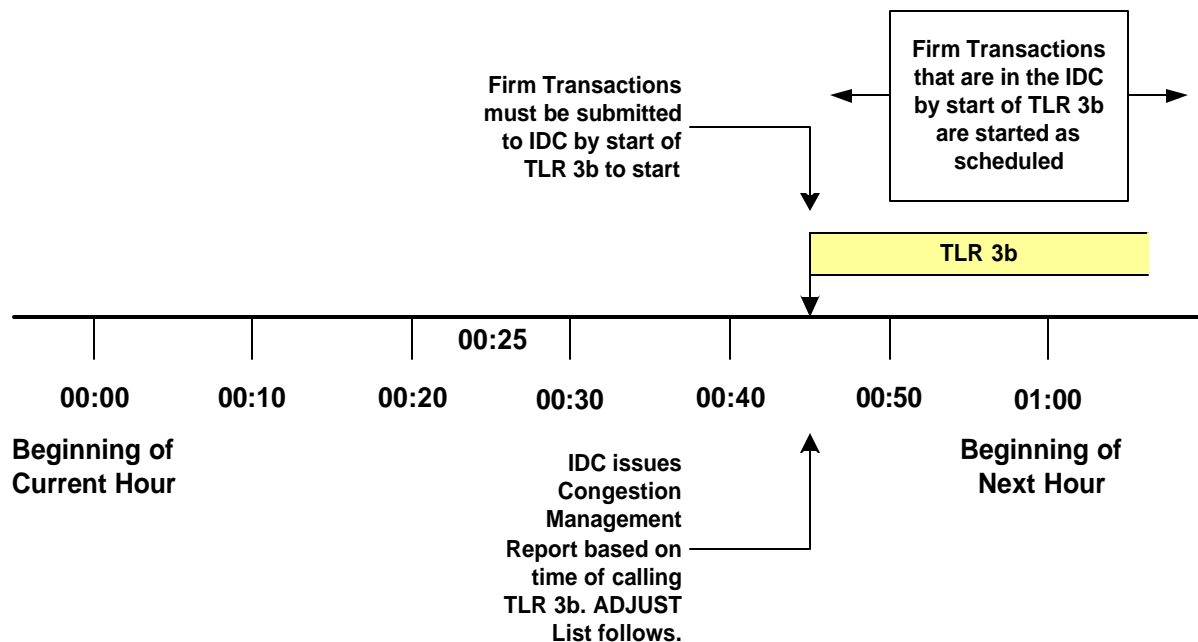 Firm Transactions
must be submitted
to IDC by start of
TLR 3b to start
Firm Transactions
that are in the IDC
by start of TLR 3b
are started as
scheduled
TLR 3b
00:25
00:00
00:10
00:20
00:30
00:40
00:50
01:00
Beginning of
Current Hour
IDC issues
Congestion
Management
Report based on
time of calling
TLR 3b. ADJUST
List follows.
Beginning of
Next Hour